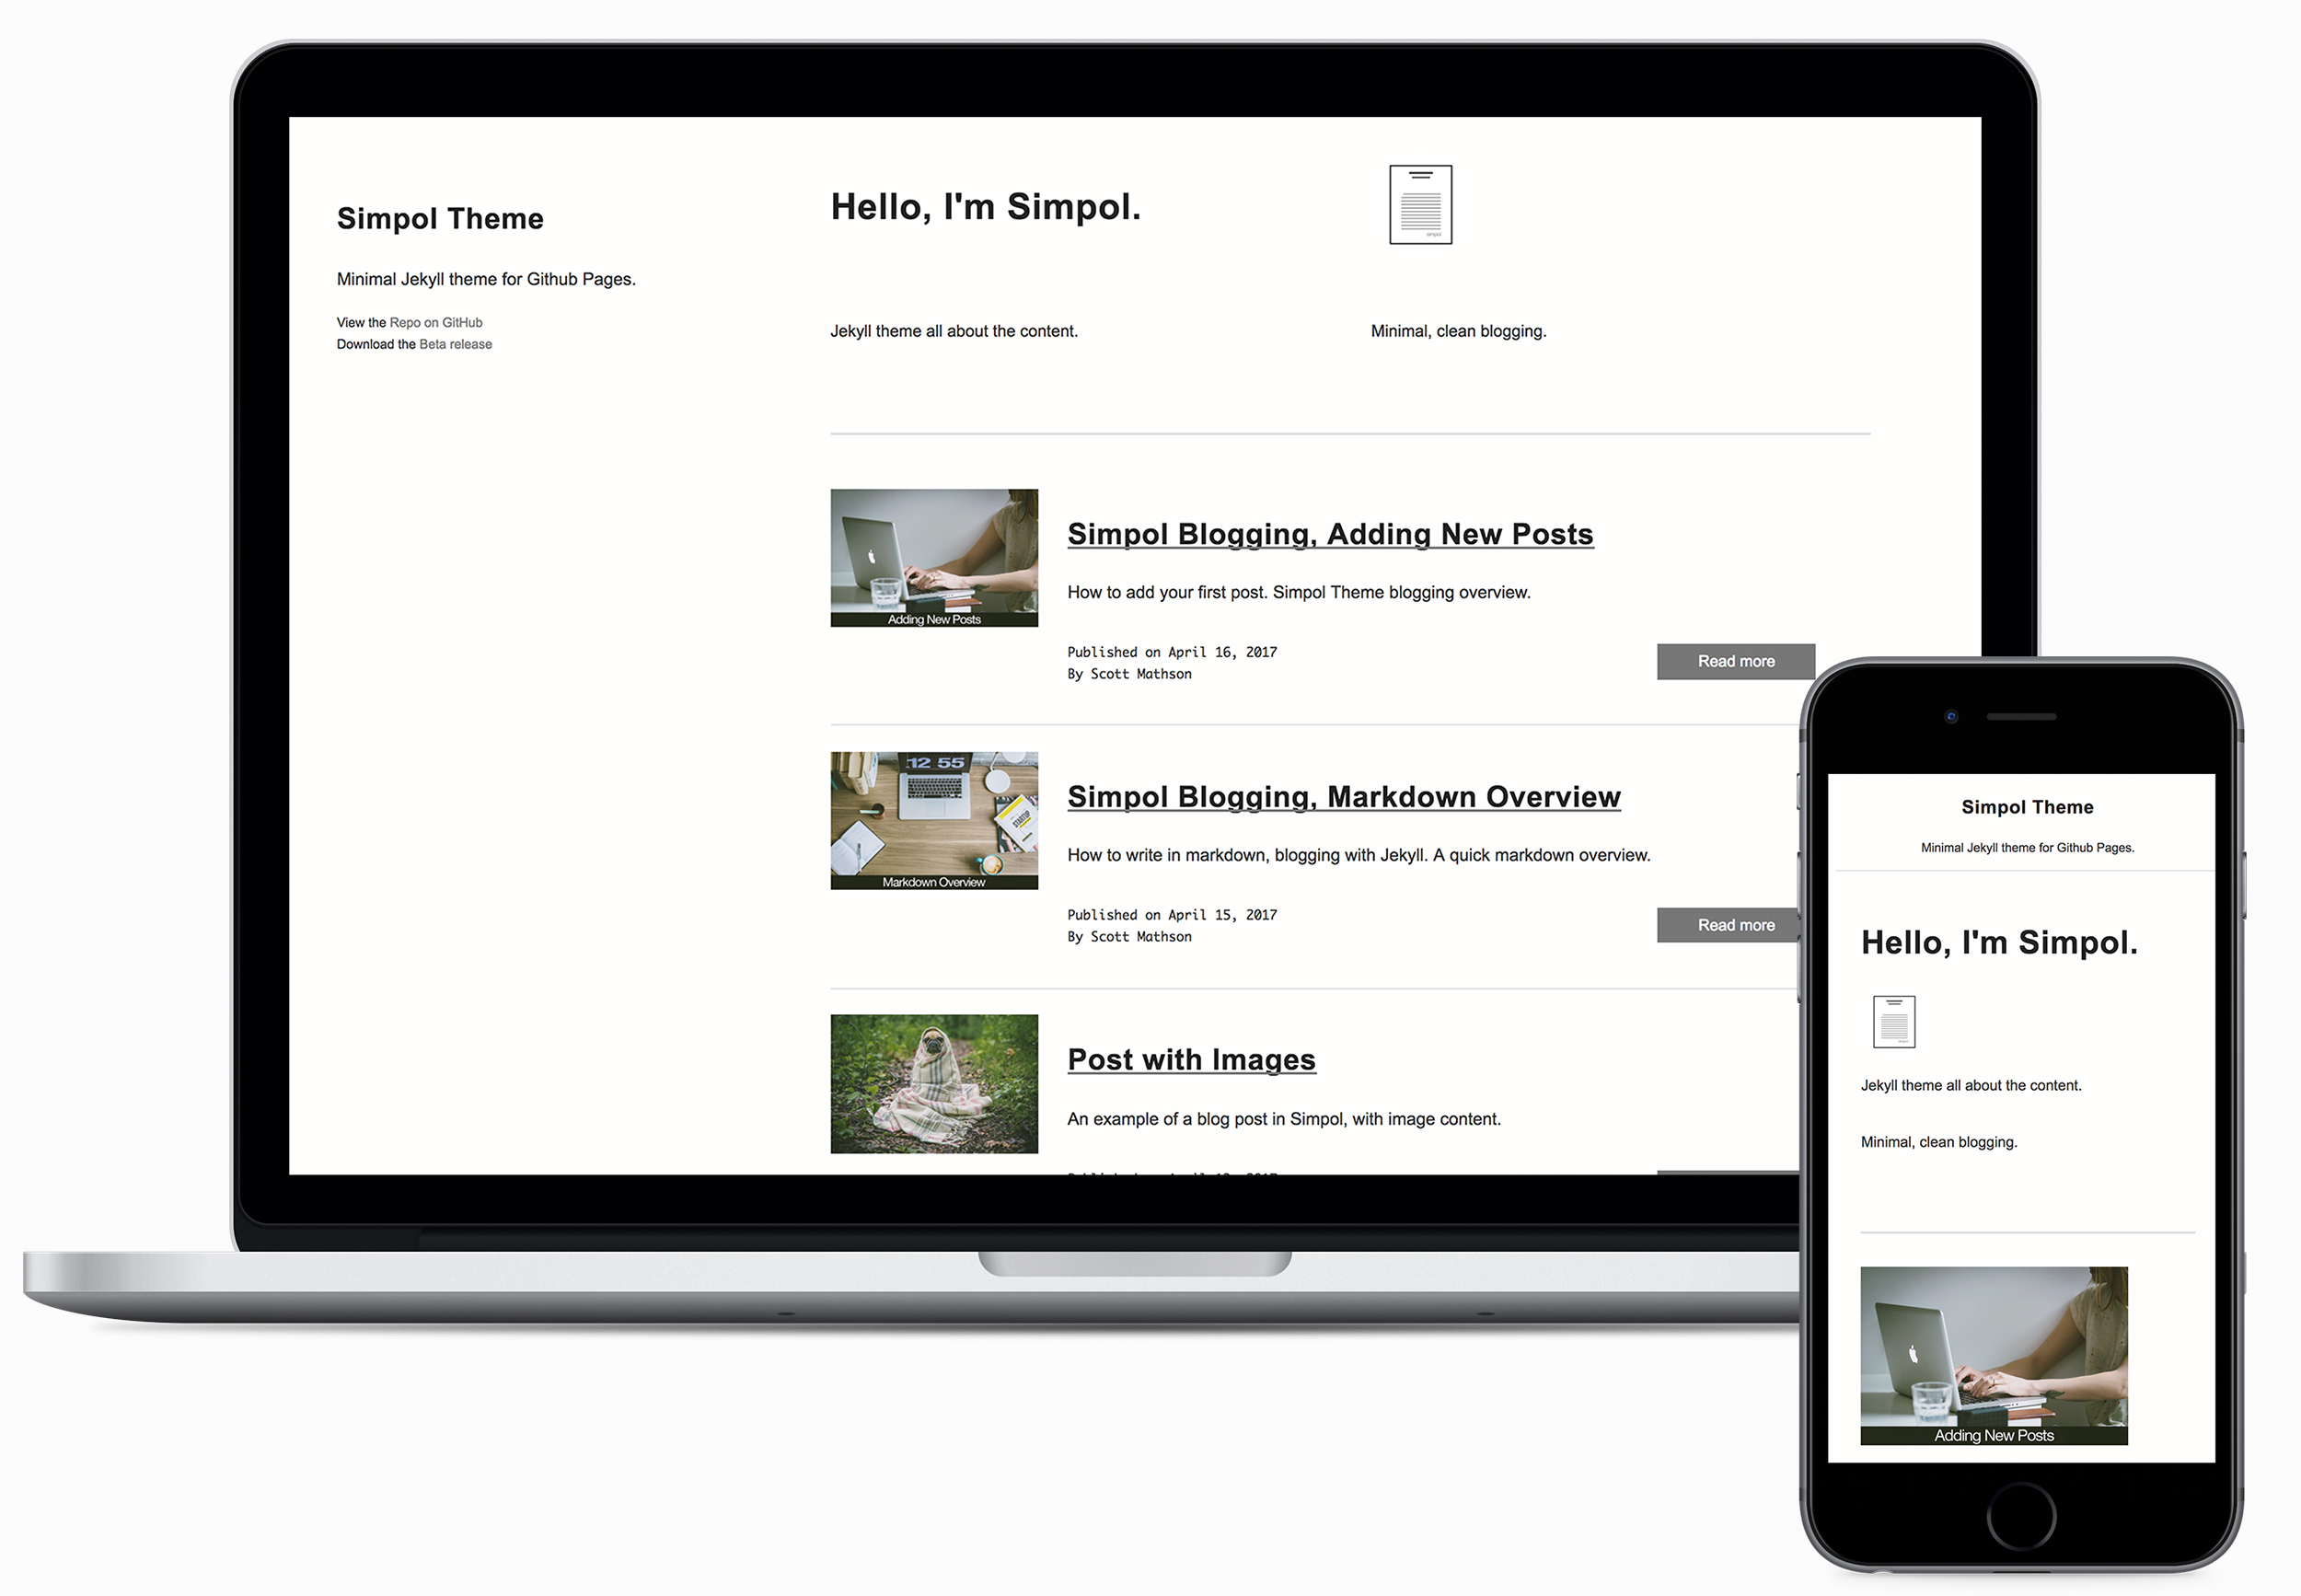 Simpol Theme
Minimal Jekyll theme for Github Pages.
View the Repo on GitHub
Download the Beta release
Hello, I'm Simpol.
simpol
Jekyll theme all about the content.
Minimal, clean blogging.
Adding New Posts
Simpol Blogging, Adding New Posts
How to add your first post. Simpol Theme blogging overview.
Published on April 16, 2017
By Scott Mathson
Read more
12 55
STARTUP
Markdown Overview
Simpol Blogging, Markdown Overview
How to write in markdown, blogging with Jekyll. A quick markdown overview.
Published on April 15, 2017
By Scott Mathson
Read more
Post with Images
An example of a blog post in Simpol, with image content.
Simpol Theme
Minimal Jekyll theme for Github Pages.
Hello, I'm Simpol.
simpol
Jekyll theme all about the content.
Minimal, clean blogging.
Adding New Posts